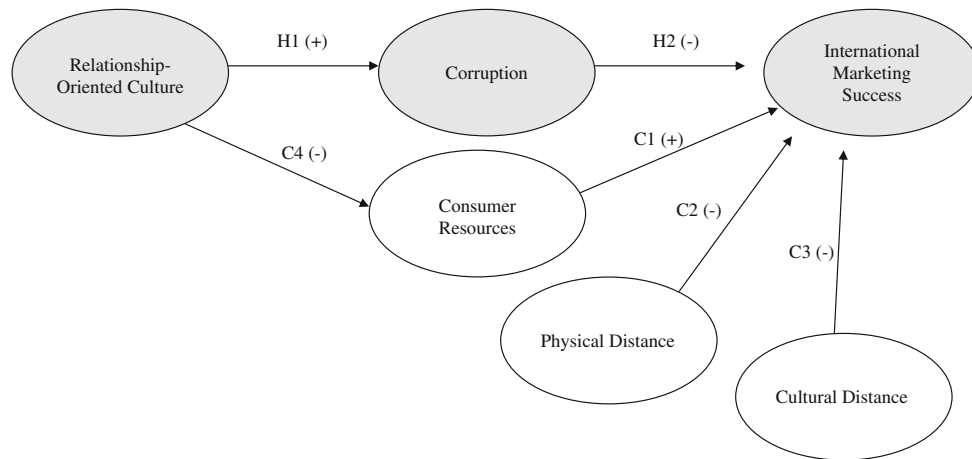 H1 (+)
H2 (-)
Relationship-
Oriented Culture
Corruption
International
Marketing
Success
C4 (-)
C1 (+)
Consumer
Resources
C2 (-)
C3 (-)
Physical Distance
Cultural Distance